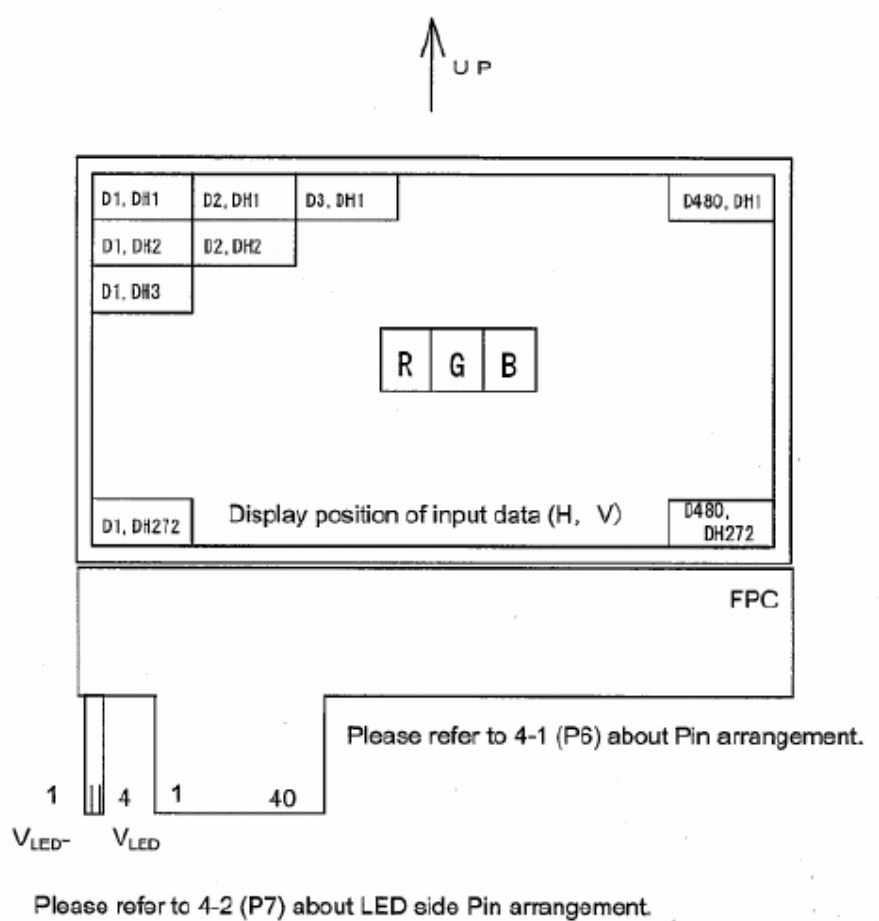 UP
D1, DH1 D2, DH1 D3, DH1 D480, DH1
D1, DH2 D2, DH2
D1, DH3
R G B
D1, DH272 Display position of input data (H, V) D480,
DH272
FPC
Please refer to 4-1 (P6) about Pin arrangement.
1 4 1 40
VLED- VLED
Please refer to 4-2 (P7) about LED side Pin arrangement.